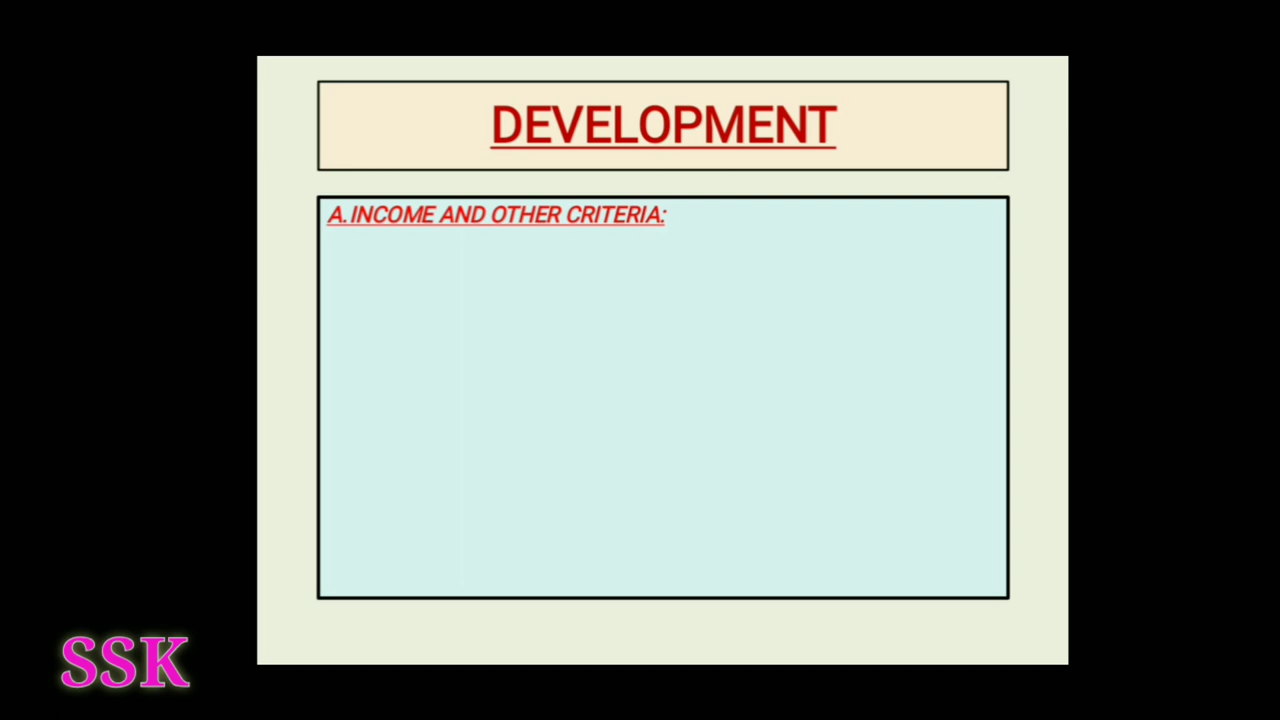 DEVELOPMENT
A. INCOME AND OTHER CRITERIA:
SSK